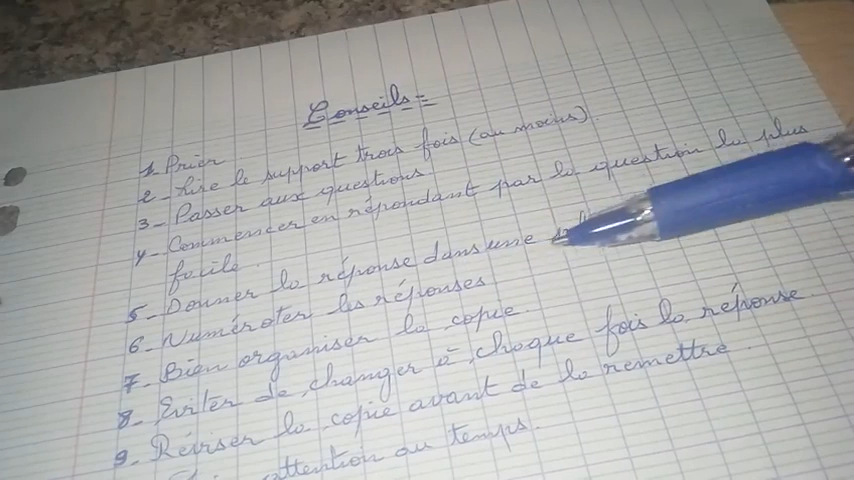 Conseils =
1. Prier
2 - Lire le support trois fois (au moins).
3 - Passer aux questions
4 - Commencer en répondant par la question la plus
facile.
5 - Donner la réponse dans une
6 - Numéroter les réponses
7 - Bien organiser la copie.
8 - Eviter de changer à chaque fois la réponse.
9 - Réviser la copie avant de la remettre.
attention au temps.